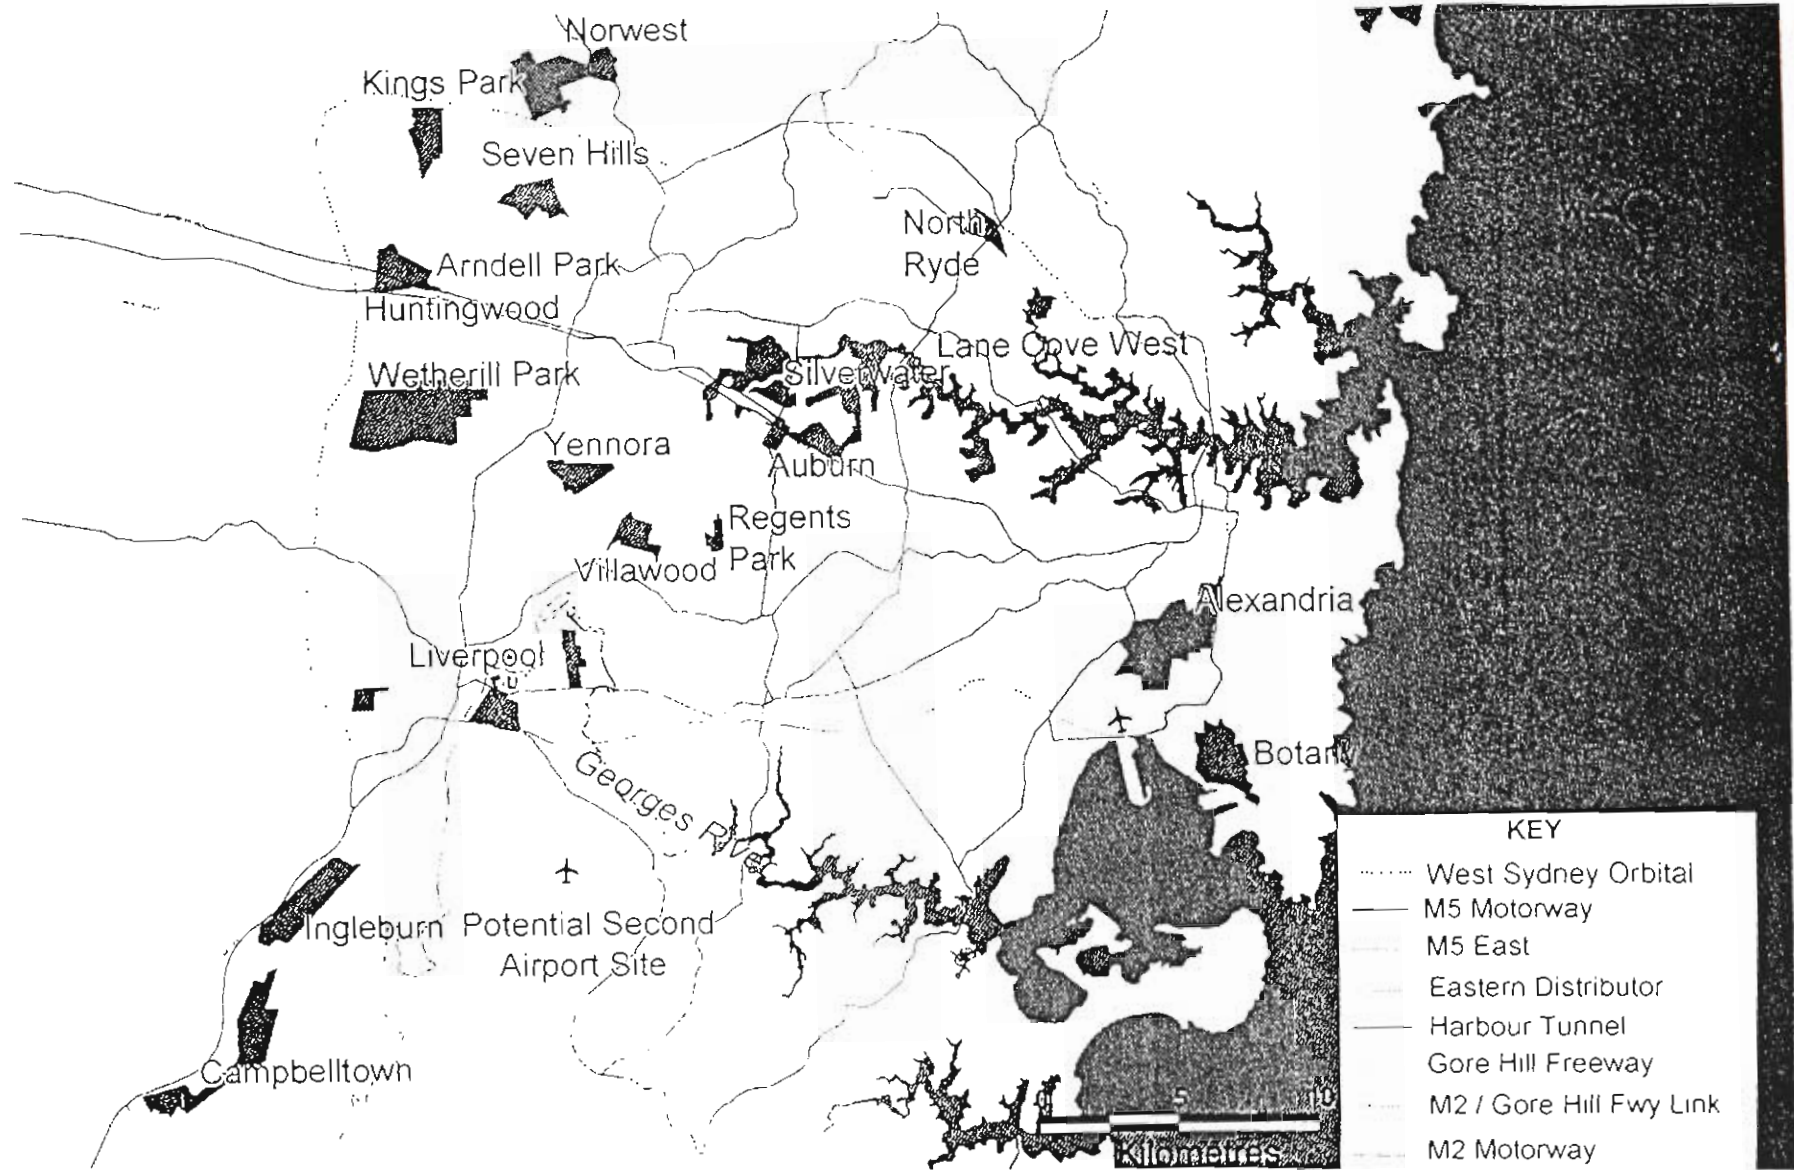 Norwest
Kings Park
Seven Hills
North
Ryde
Arndell Park
Huntingwood
Lane Cove West
Wetherill Park
Silverwater
Yennora
Auburn
Regents
Park
Villawood
Alexandria
Liverpool
Botany
Georges River
Ingleburn
Potential Second
Airport Site
Campbelltown
0 5 10
Kilometres
KEY
West Sydney Orbital
M5 Motorway
M5 East
Eastern Distributor
Harbour Tunnel
Gore Hill Freeway
M2 / Gore Hill Fwy Link
M2 Motorway